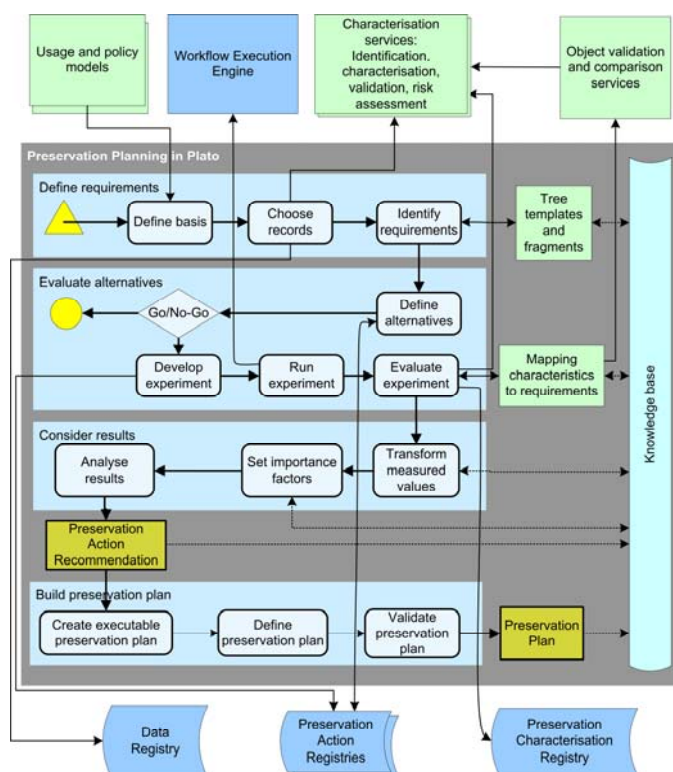 Usage and policy
models
Workflow Execution
Engine
Characterisation
services:
Identification.
characterisation,
validation, risk
assessment
Object validation
and comparison
services
Preservation Planning in Plato
Define requirements
Define basis
Choose
records
Identify
requirements
Tree
templates
and
fragments
Evaluate alternatives
Go/No-Go
Define
alternatives
Develop
experiment
Run
experiment
Evaluate
experiment
Mapping
characteristics
to requirements
Knowledge base
Consider results
Analyse
results
Set importance
factors
Transform
measured
values
Preservation
Action
Recommendation
Build preservation plan
Create executable
preservation plan
Define
preservation plan
Validate
preservation
plan
Preservation
Plan
Data
Registry
Preservation
Action
Registries
Preservation
Characterisation
Registry